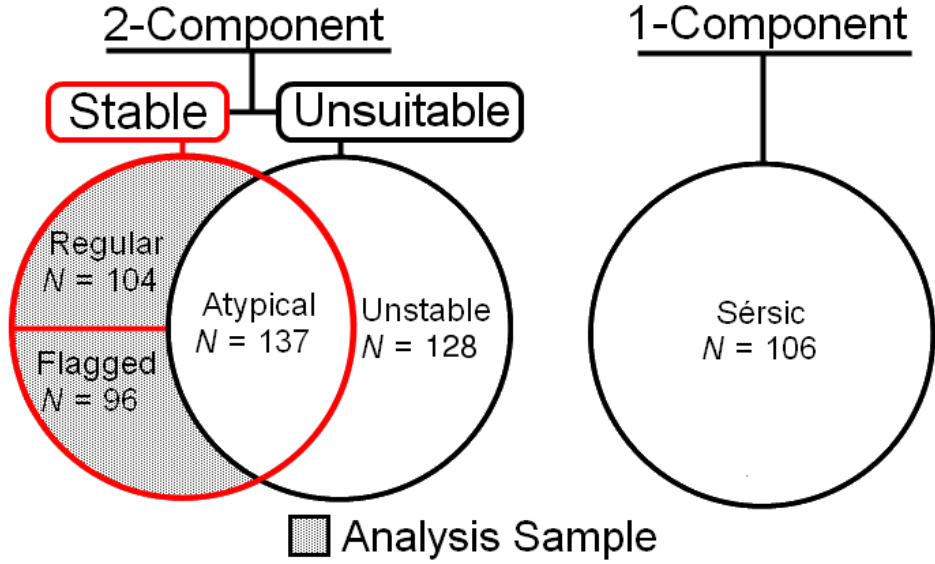 2-Component
1-Component
Stable
Unsuitable
Regular
N = 104
Flagged
N = 96
Atypical
N = 137
Unstable
N = 128
Sérsic
N = 106
Analysis Sample